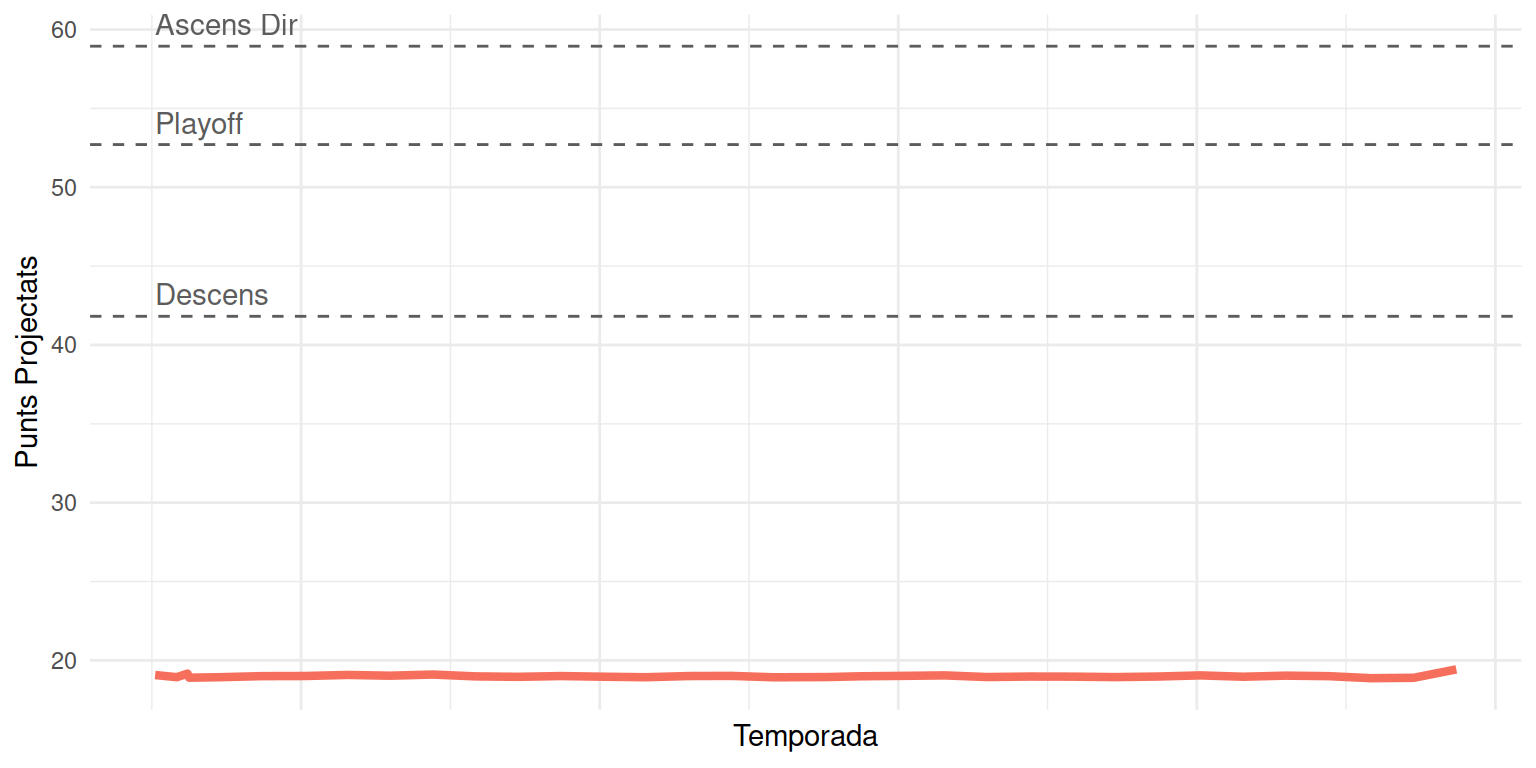 60
Ascens Dir
Playoff
50
Descens
40
30
20
Punts Projectats
Temporada